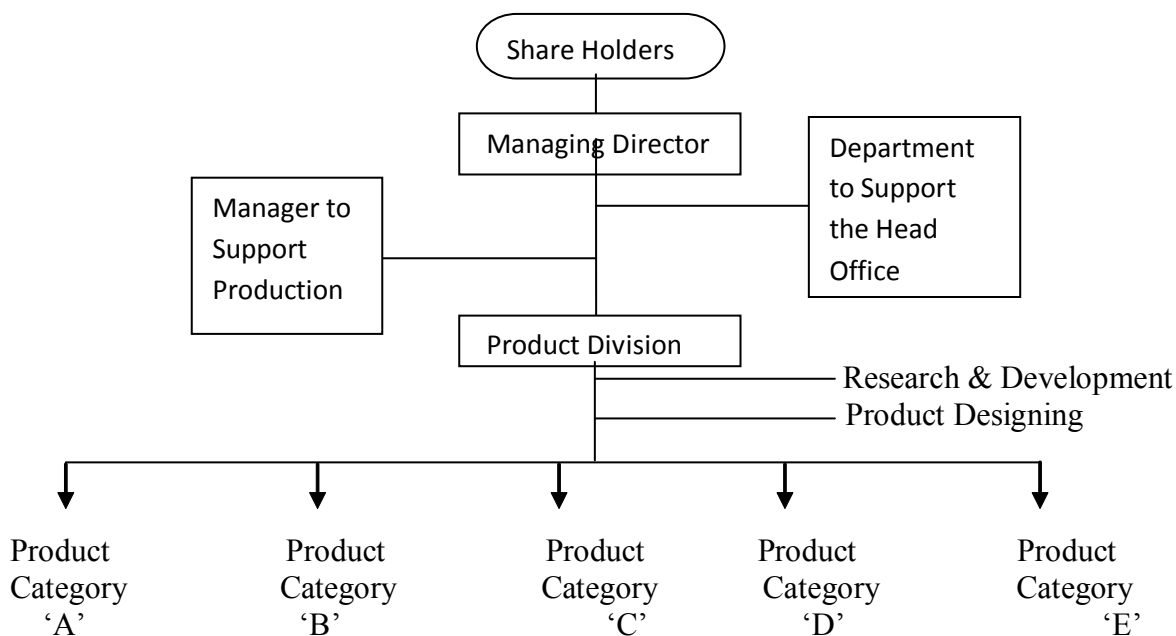 Share Holders
Managing Director
Department
to Support
the Head
Office
Manager to
Support
Production
Product Division
Research & Development
Product Designing
Product
Category
‘A’
Product
Category
‘B’
Product
Category
‘C’
Product
Category
‘D’
Product
Category
‘E’